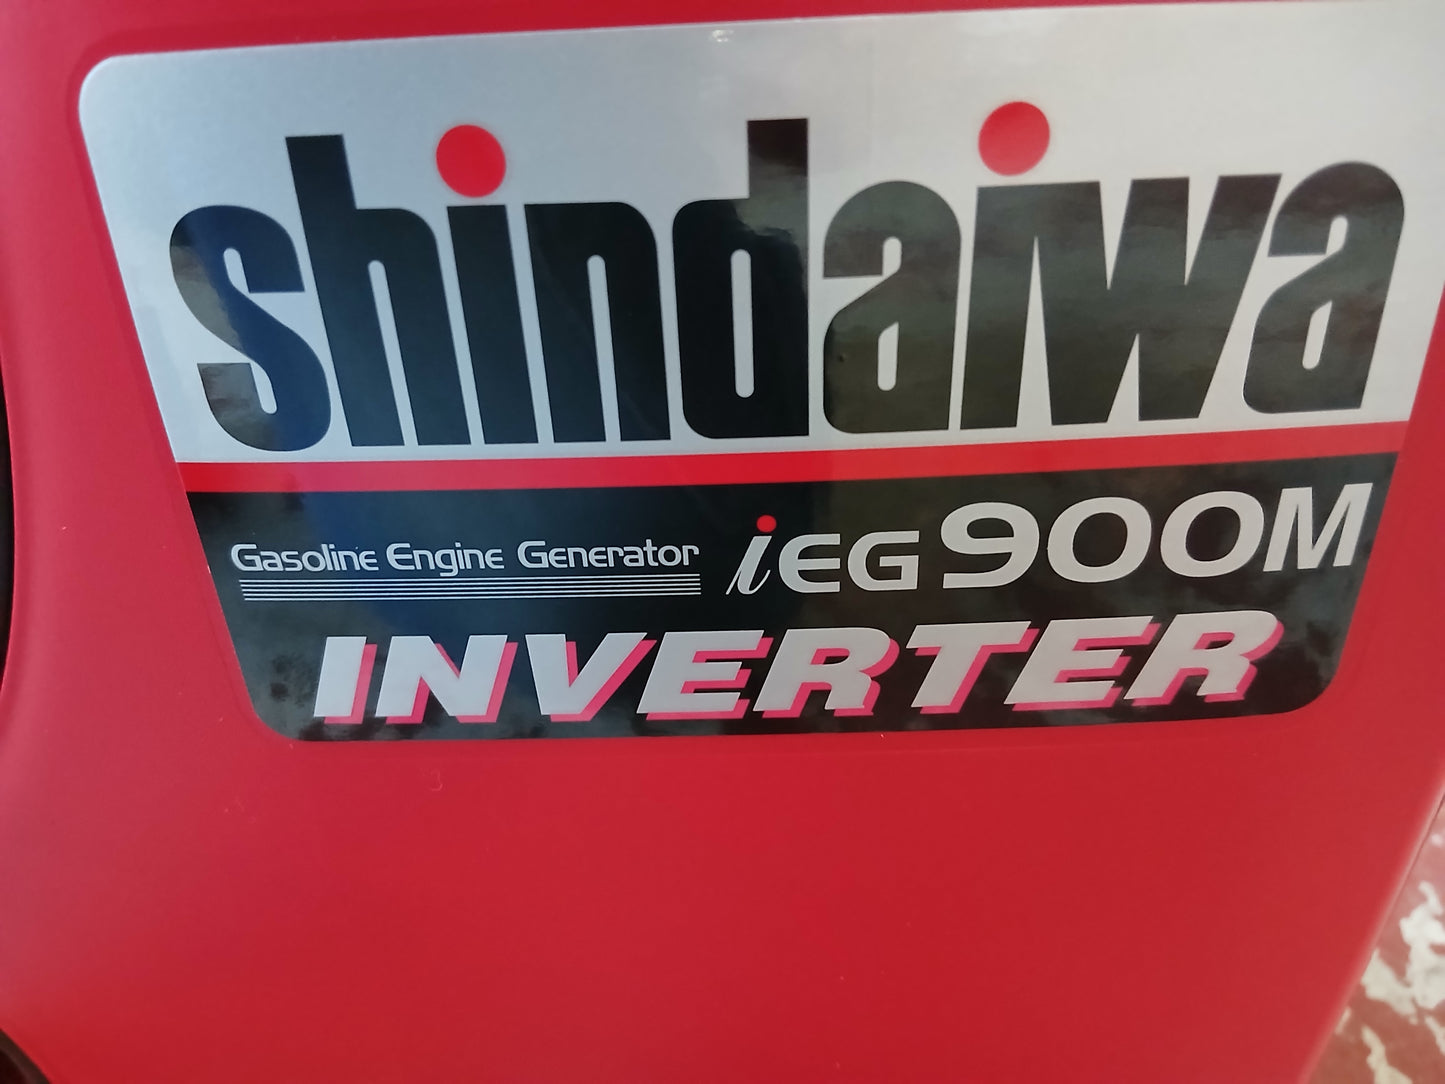 shindaiwa
Gasoline Engine Generator iEG900M
INVERTER